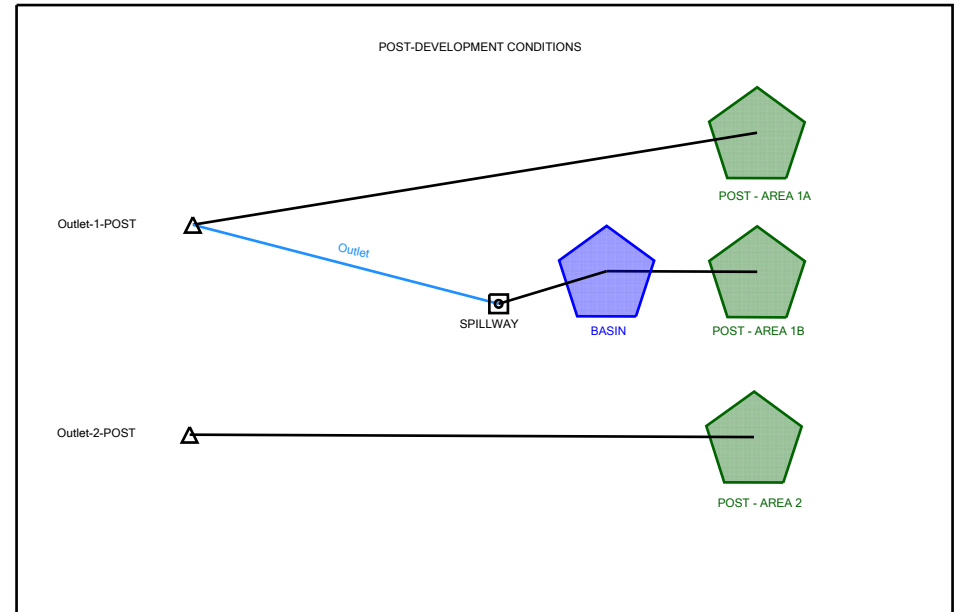 POST-DEVELOPMENT CONDITIONS
POST - AREA 1A
Outlet-1-POST
Outlet
SPILLWAY
BASIN
POST - AREA 1B
Outlet-2-POST
POST - AREA 2